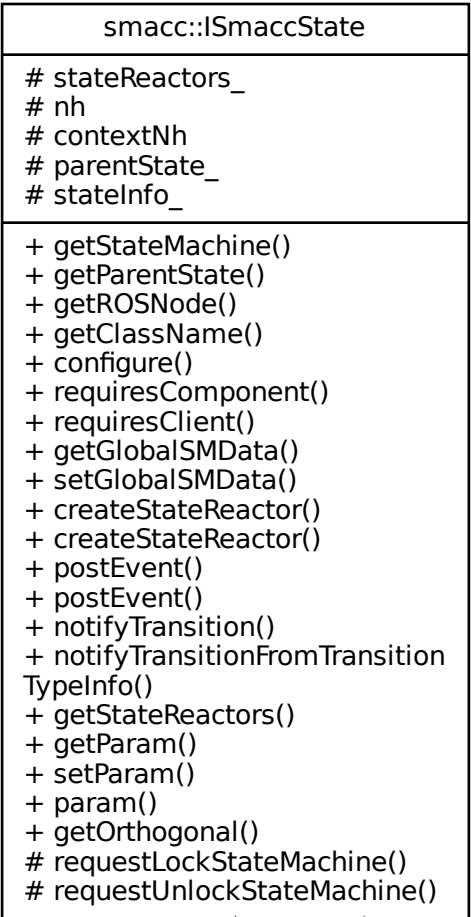 smacc::ISmaccState
# stateReactors_
# nh
# contextNh
# parentState_
# stateInfo_
+ getStateMachine()
+ getParentState()
+ getROSNode()
+ getClassName()
+ configure()
+ requiresComponent()
+ requiresClient()
+ getGlobalSMData()
+ setGlobalSMData()
+ createStateReactor()
+ createStateReactor()
+ postEvent()
+ postEvent()
+ notifyTransition()
+ notifyTransitionFromTransition
TypeInfo()
+ getStateReactors()
+ getParam()
+ setParam()
+ param()
+ getOrthogonal()
# requestLockStateMachine()
# requestUnlockStateMachine()